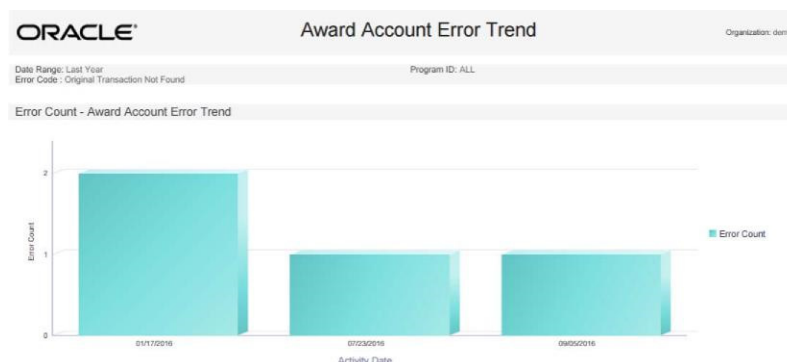 ORACLE®
Award Account Error Trend
Organization: dem
Date Range: Last Year
Program ID: ALL
Error Code : Original Transaction Not Found
Error Count - Award Account Error Trend
2
1
0
Error Count
Error Count
01/17/2016 07/23/2016 09/05/2016
Activity Date